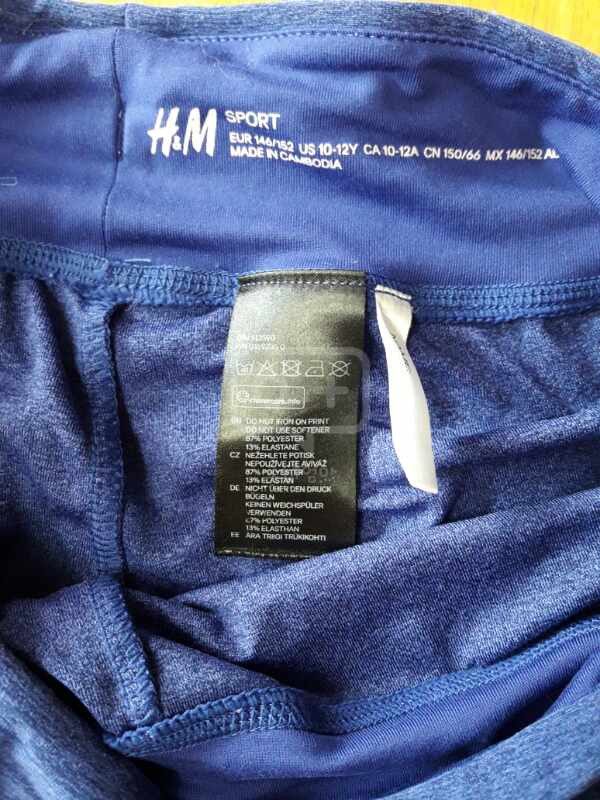 H&M SPORT
EUR 146/152 US 10-12Y CA 10-12A CN 150/66 MX 146/152 AL
MADE IN CAMBODIA
EN DO NOT IRON ON PRINT
DO NOT USE SOFTENER
87% POLYESTER
13% ELASTANE
CZ NEŽEHLETE POTISK
NEPOUŽÍVEJTE AVIVÁŽ
87% POLYESTER
13% ELASTAN
DE NICHT ÜBER DEN DRUCK
BÜGELN
KEINEN WEICHSPÜLER
VERWENDEN
87% POLYESTER
13% ELASTHAN
EE ÄRA TRIIGI TRÜKIKOHTI